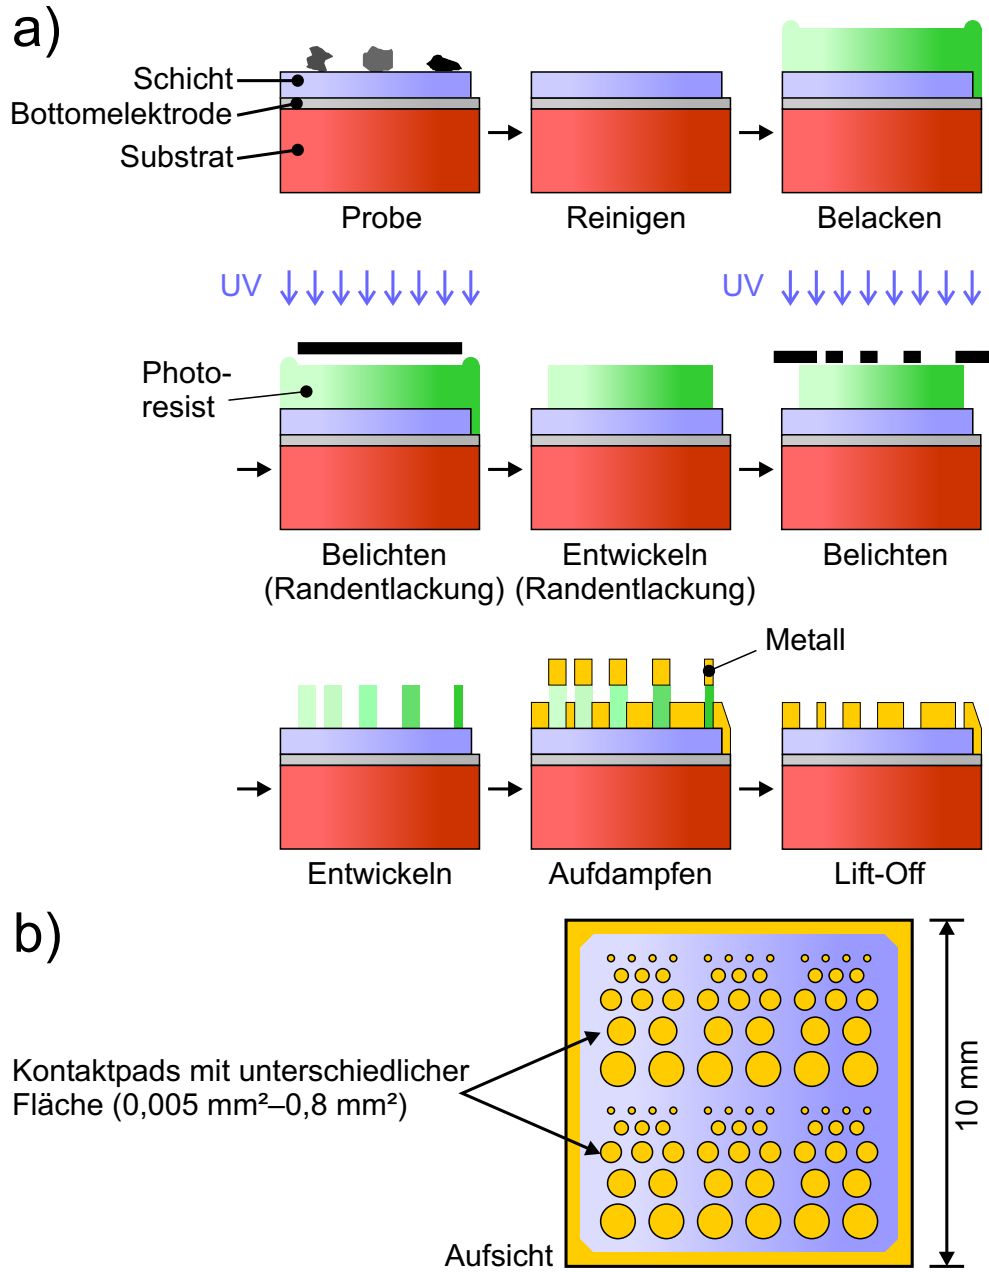 a)
Schicht
Bottomelektrode
Substrat
Probe
Reinigen
Belacken
UV
UV
Photo-
resist
Belichten
(Randentlackung)
Entwickeln
(Randentlackung)
Belichten
Metall
Entwickeln
Aufdampfen
Lift-Off
b)
Kontaktpads mit unterschiedlicher
Fläche (0,005 mm²–0,8 mm²)
10 mm
Aufsicht